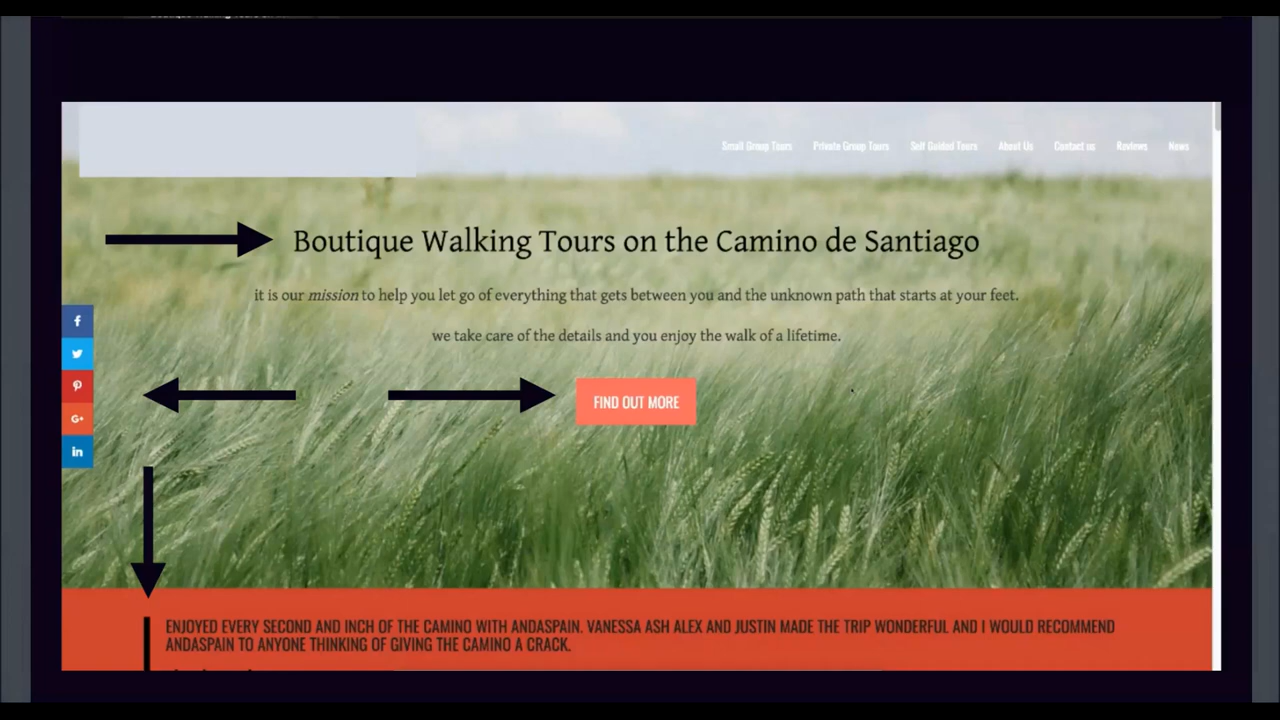 Small Group Tours Private Group Tours Self Guided Tours About Us Contact us Reviews News
Boutique Walking Tours on the Camino de Santiago
it is our mission to help you let go of everything that gets between you and the unknown path that starts at your feet.
we take care of the details and you enjoy the walk of a lifetime.
f
G+
in
FIND OUT MORE
ENJOYED EVERY SECOND AND INCH OF THE CAMINO WITH ANDASPAIN. VANESSA ASH ALEX AND JUSTIN MADE THE TRIP WONDERFUL AND I WOULD RECOMMEND
ANDASPAIN TO ANYONE THINKING OF GIVING THE CAMINO A CRACK.